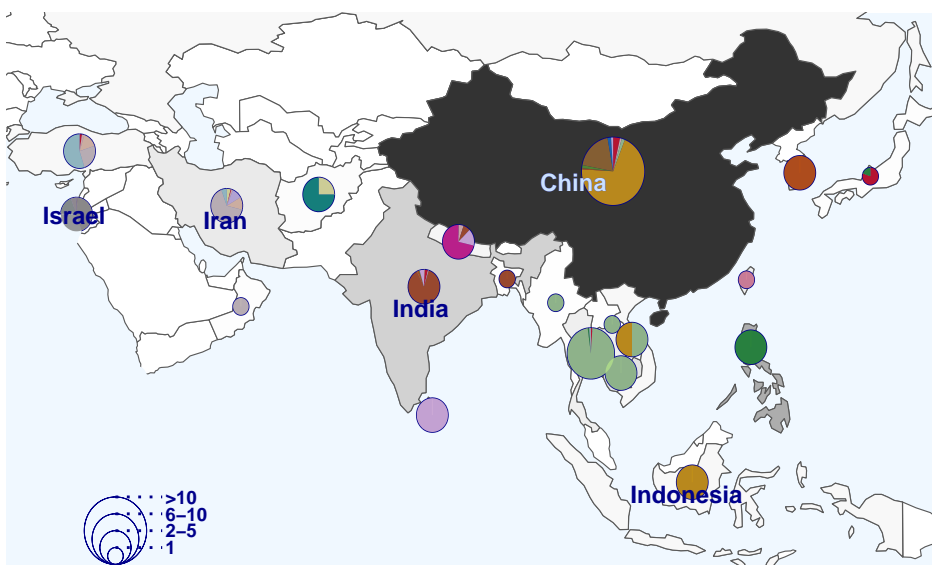 China
Israel
Iran
India
Indonesia
>10
6–10
2–5
1